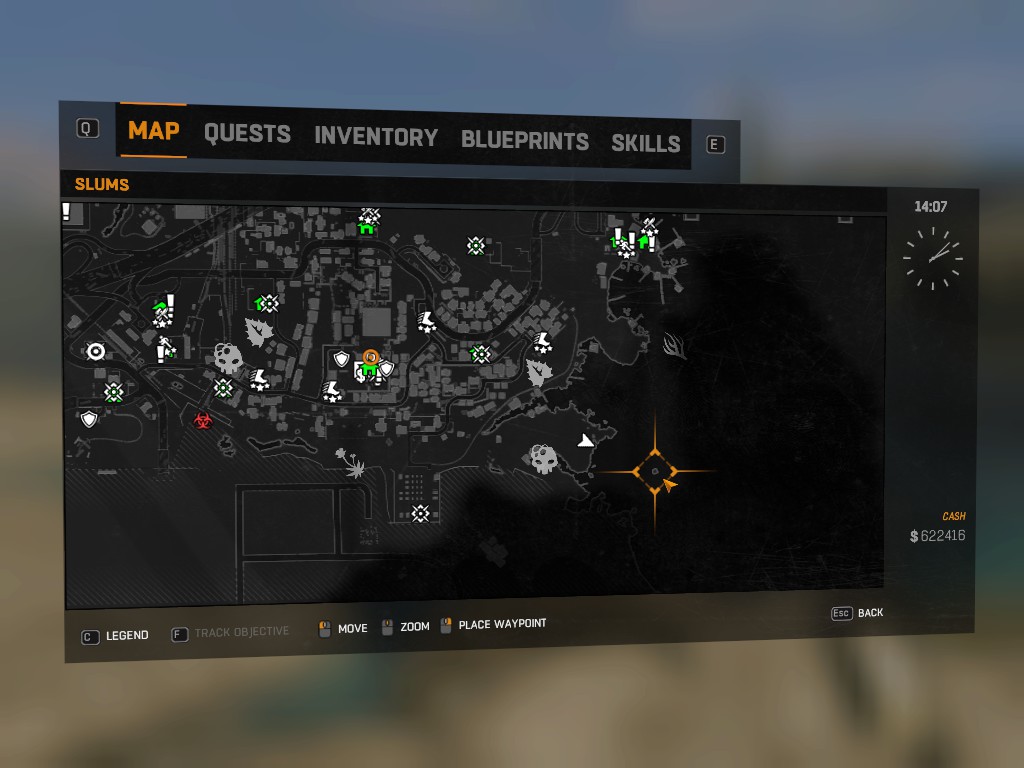 Q MAP QUESTS INVENTORY BLUEPRINTS SKILLS E
SLUMS
14:07
CASH
$622416
C LEGEND F TRACK OBJECTIVE MOVE ZOOM PLACE WAYPOINT Esc BACK